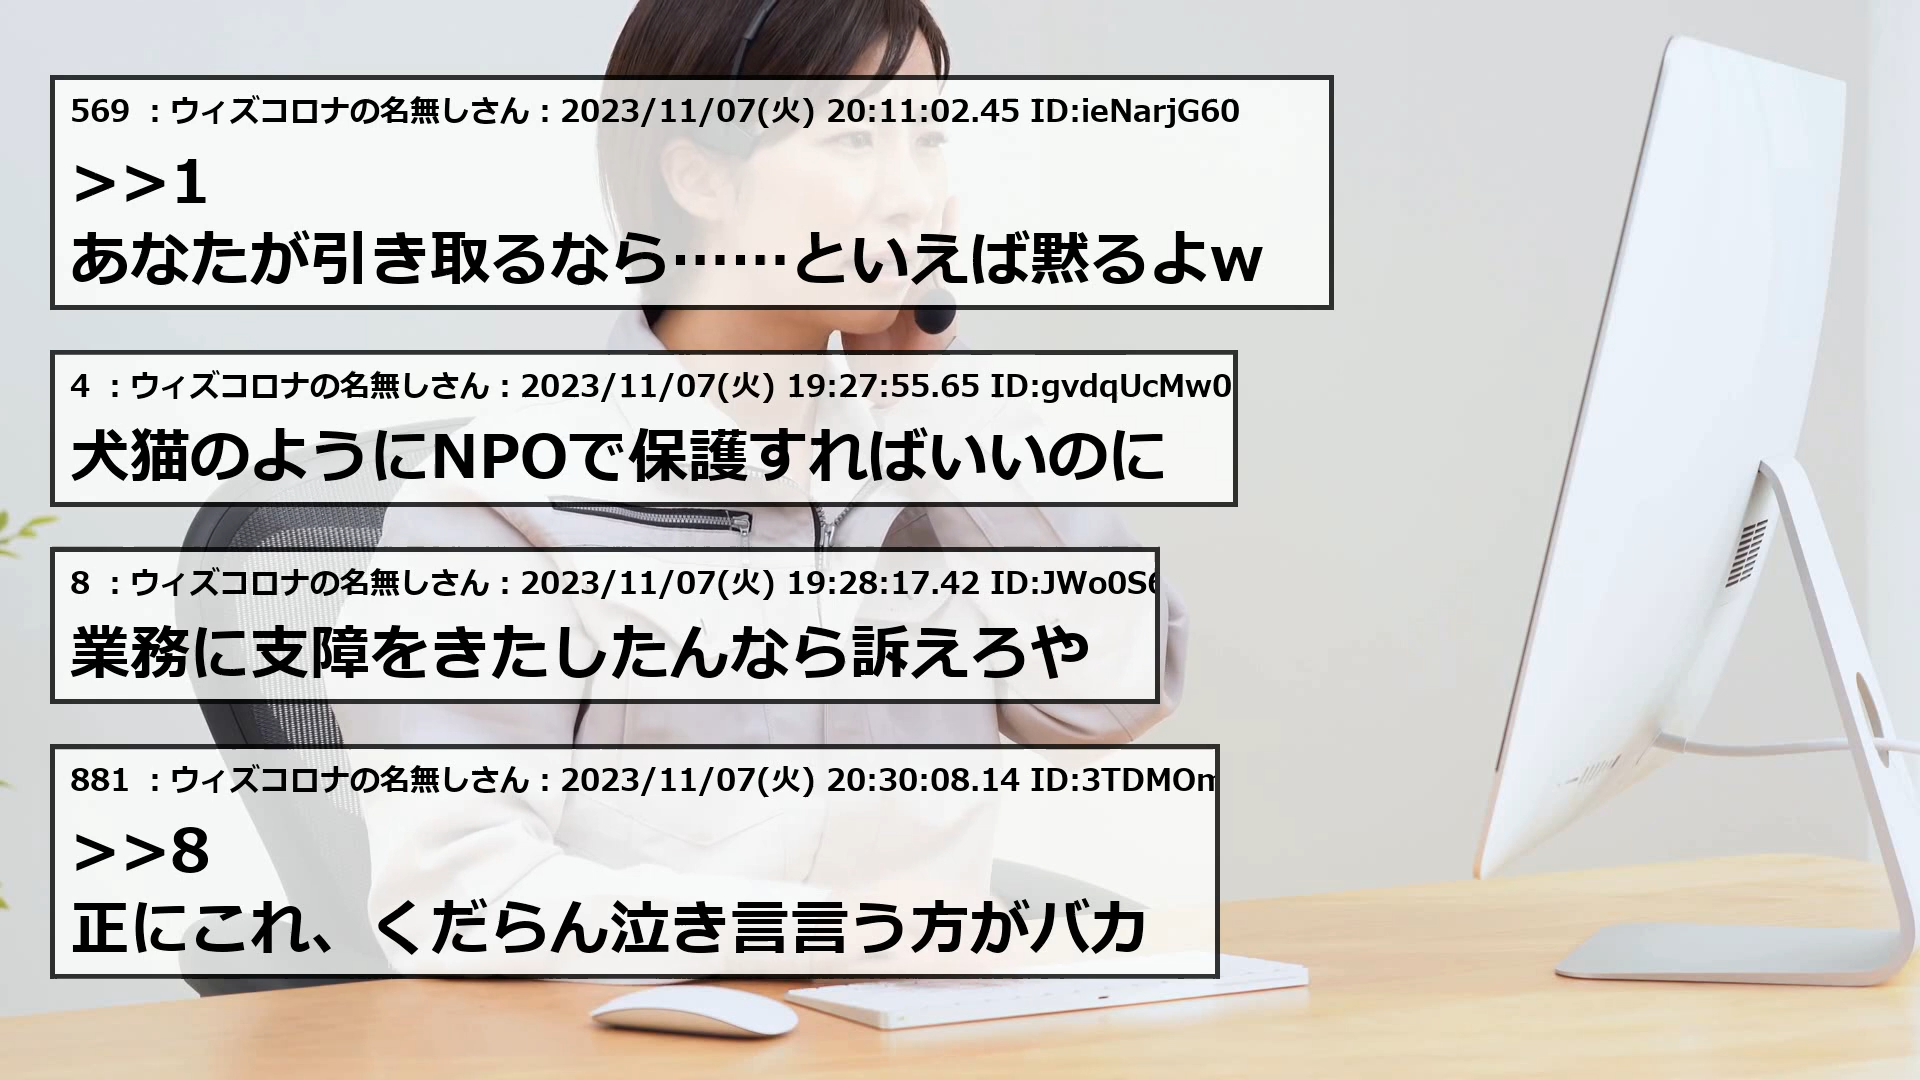 569 ：ウィズコロナの名無しさん：2023/11/07(火) 20:11:02.45 ID:ieNarjG60
>>1
あなたが引き取るなら……といえば黙るよw
4 ：ウィズコロナの名無しさん：2023/11/07(火) 19:27:55.65 ID:gvdqUcMw0
犬猫のようにNPOで保護すればいいのに
8 ：ウィズコロナの名無しさん：2023/11/07(火) 19:28:17.42 ID:JWo0S6
業務に支障をきたしたんなら訴えろや
881 ：ウィズコロナの名無しさん：2023/11/07(火) 20:30:08.14 ID:3TDMOm
>>8
正にこれ、くだらん泣き言言う方がバカ